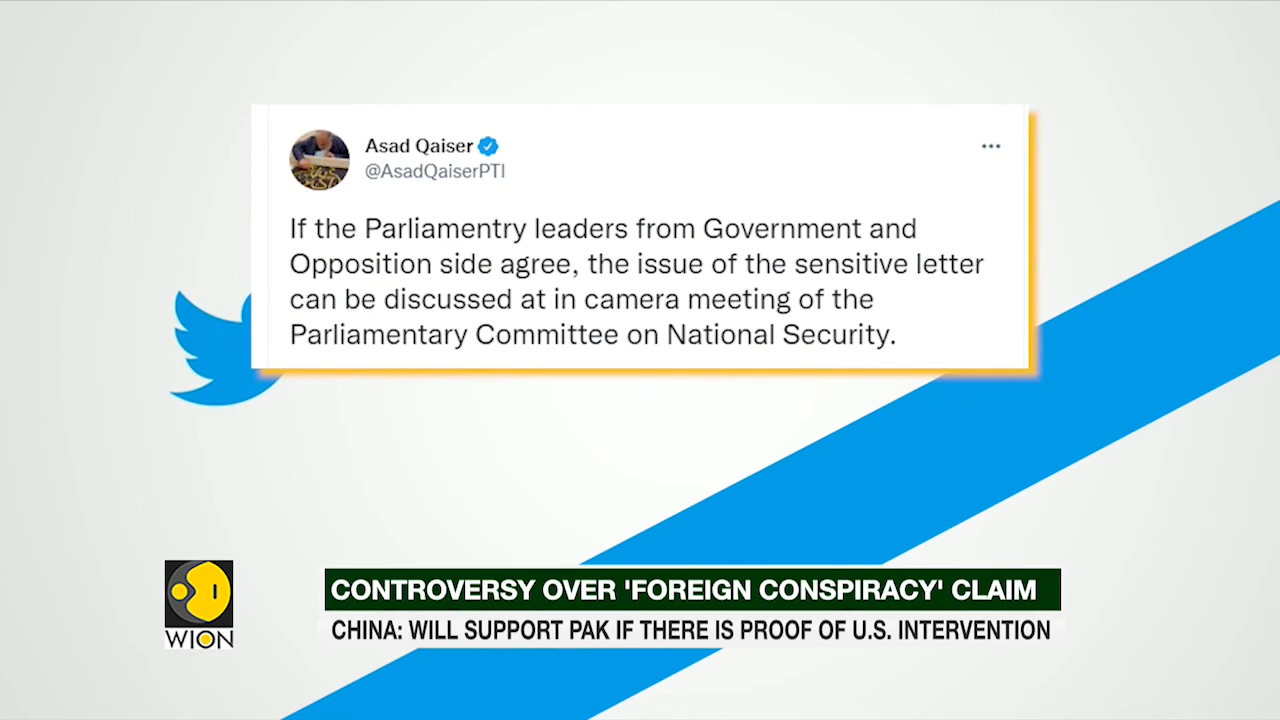 Asad Qaiser
@AsadQaiserPTI
If the Parliamentry leaders from Government and
Opposition side agree, the issue of the sensitive letter
can be discussed at in camera meeting of the
Parliamentary Committee on National Security.
CONTROVERSY OVER 'FOREIGN CONSPIRACY' CLAIM
CHINA: WILL SUPPORT PAK IF THERE IS PROOF OF U.S. INTERVENTION
WION